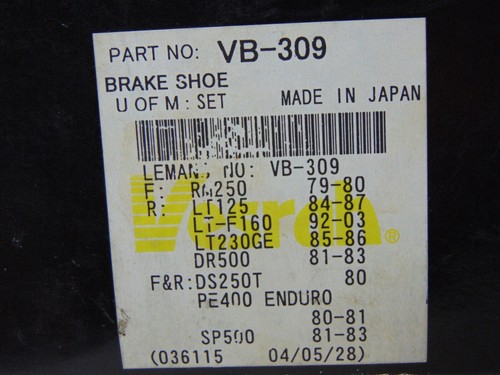 PART NO: VB-309
BRAKE SHOE
U OF M : SET MADE IN JAPAN
LEMANS NO: VB-309
F: RM250 79-80
R: LT125 84-87
LT-F160 92-03
LT230GE 85-86
DR500 81-83
F&R: DS250T 80
PE400 ENDURO
80-81
SP500 81-83
(036115 04/05/28)
Vesrah®